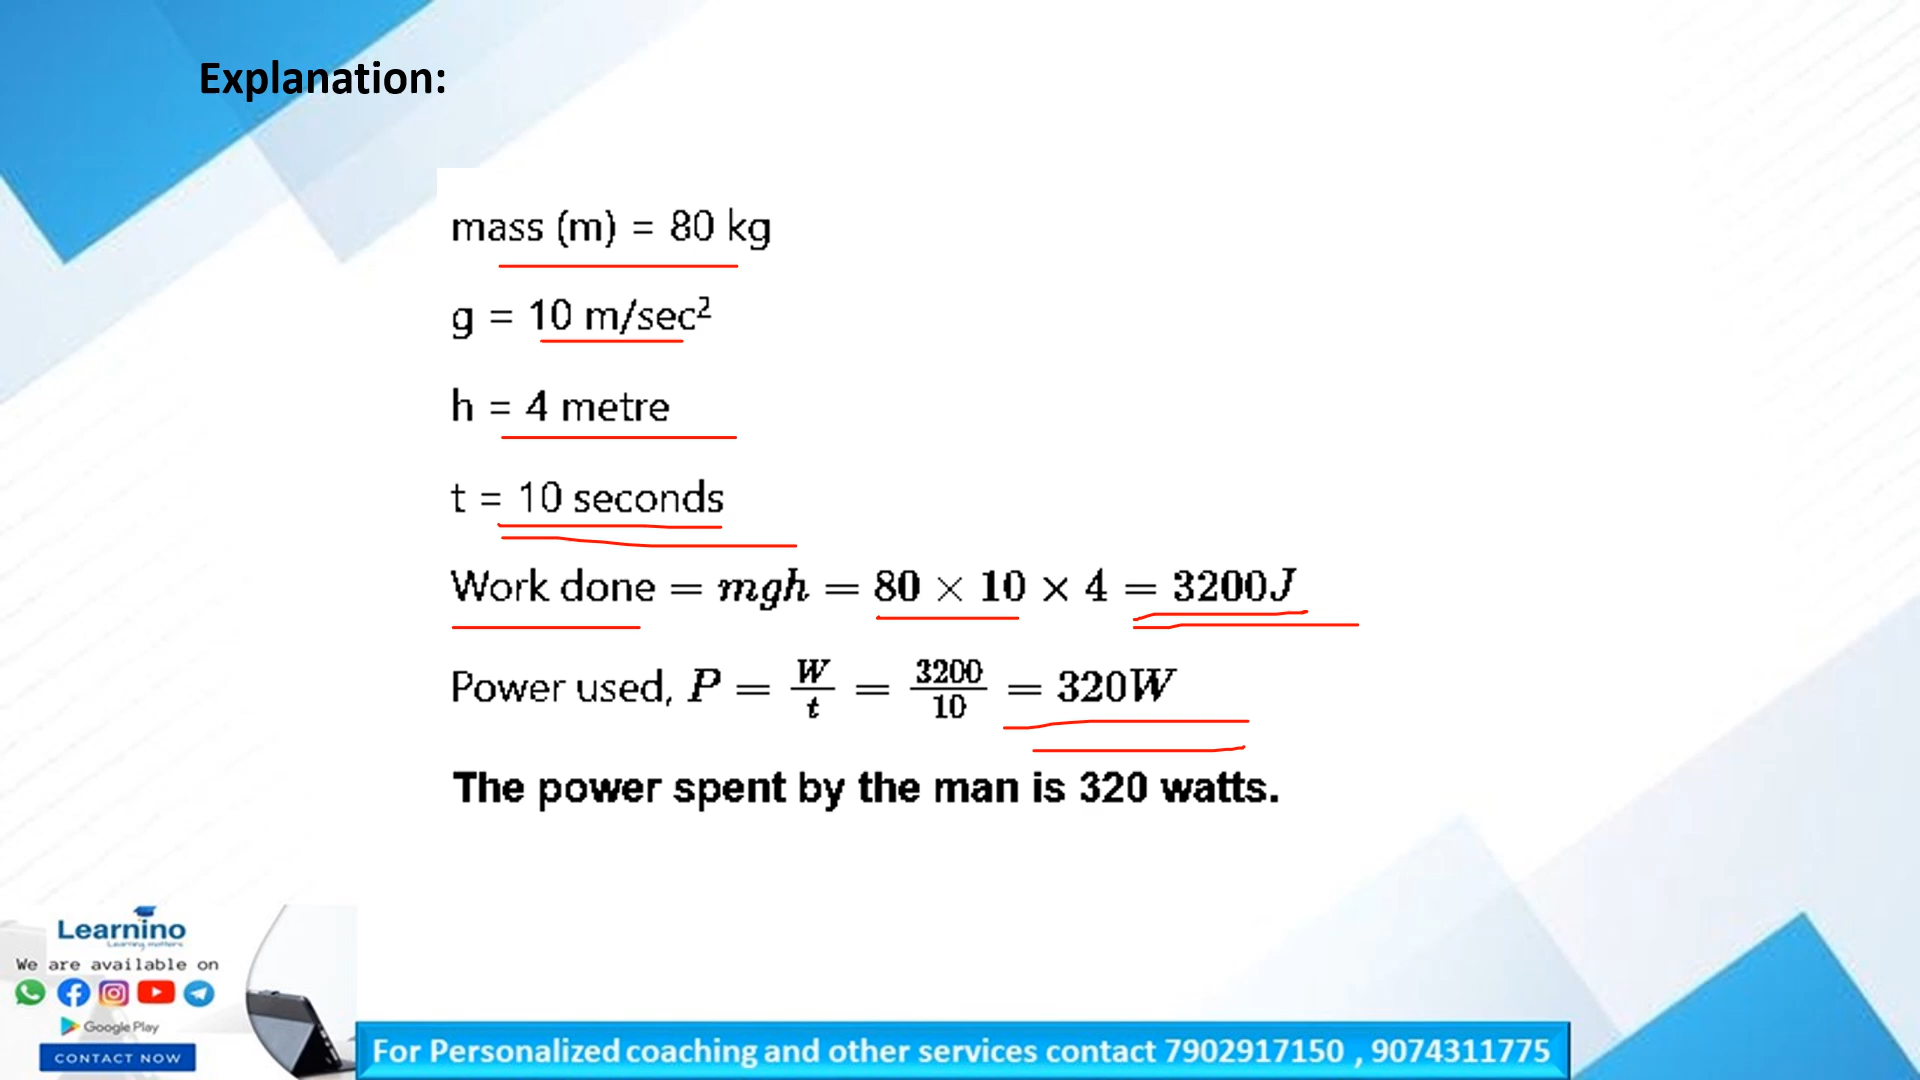 Explanation:
mass (m) = 80 kg
g = 10 m/sec²
h = 4 metre
t = 10 seconds
Work done = mgh = 80 × 10 × 4 = 3200J
Power used, P = W/t = 3200/10 = 320W
The power spent by the man is 320 watts.
Learnino
Learning matters
We are available on
Google Play
CONTACT NOW
For Personalized coaching and other services contact 7902917150 , 9074311775